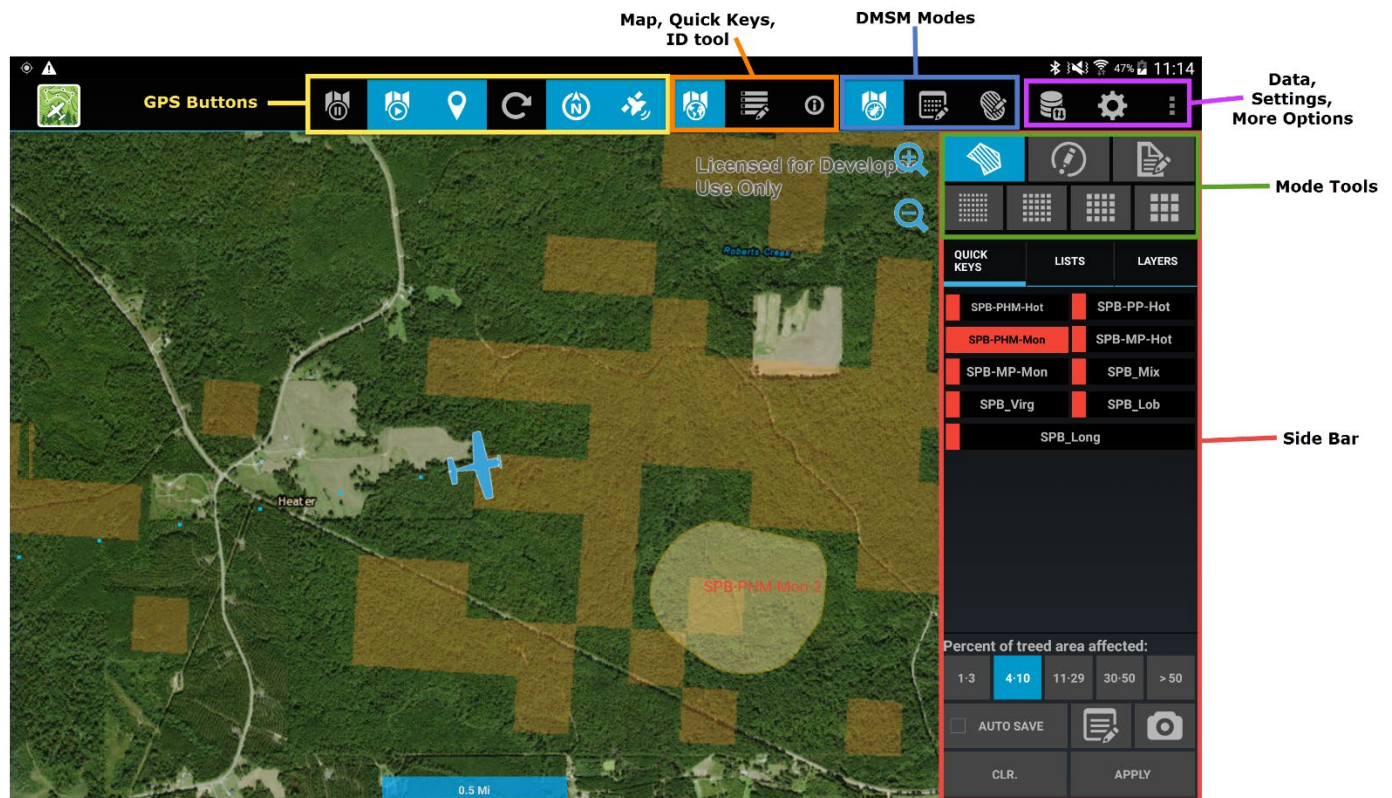 Map, Quick Keys,
ID tool
DMSM Modes
47%
11:14
Data,
Settings,
More Options
GPS Buttons
Licensed for Develope
Use Only
Mode Tools
Roberts Creek
QUICK
KEYS
LISTS
LAYERS
SPB-PHM-Hot
SPB-PP-Hot
SPB-PHM-Mon
SPB-MP-Hot
SPB-MP-Mon
SPB_Mix
SPB_Virg
SPB_Lob
SPB_Long
Side Bar
Heater
SPB-PHM-Mon-2
Percent of treed area affected:
1-3
4-10
11-29
30-50
> 50
AUTO SAVE
CLR.
APPLY
0.5 Mi